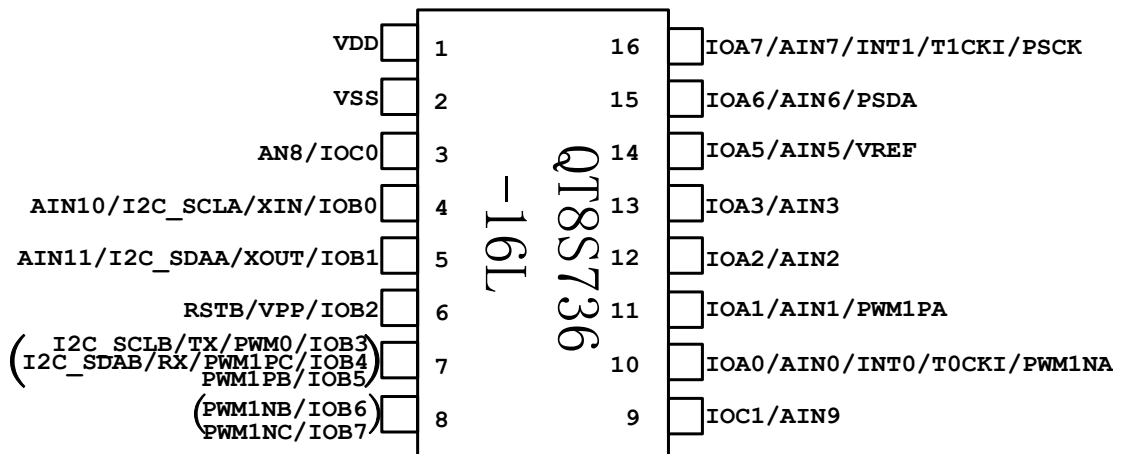 VDD 1 16 IOA7/AIN7/INT1/T1CKI/PSCK
VSS 2 15 IOA6/AIN6/PSDA
AN8/IOC0 3 14 IOA5/AIN5/VREF
AIN10/I2C_SCLA/XIN/IOB0 4 13 IOA3/AIN3
AIN11/I2C_SDAA/XOUT/IOB1 5 12 IOA2/AIN2
RSTB/VPP/IOB2 6 11 IOA1/AIN1/PWM1PA
(I2C_SCLB/TX/PWM0/IOB3
I2C_SDAB/RX/PWM1PC/IOB4
PWM1PB/IOB5) 7 10 IOA0/AIN0/INT0/T0CKI/PWM1NA
(PWM1NB/IOB6
PWM1NC/IOB7) 8 9 IOC1/AIN9
QT8S736
-16L